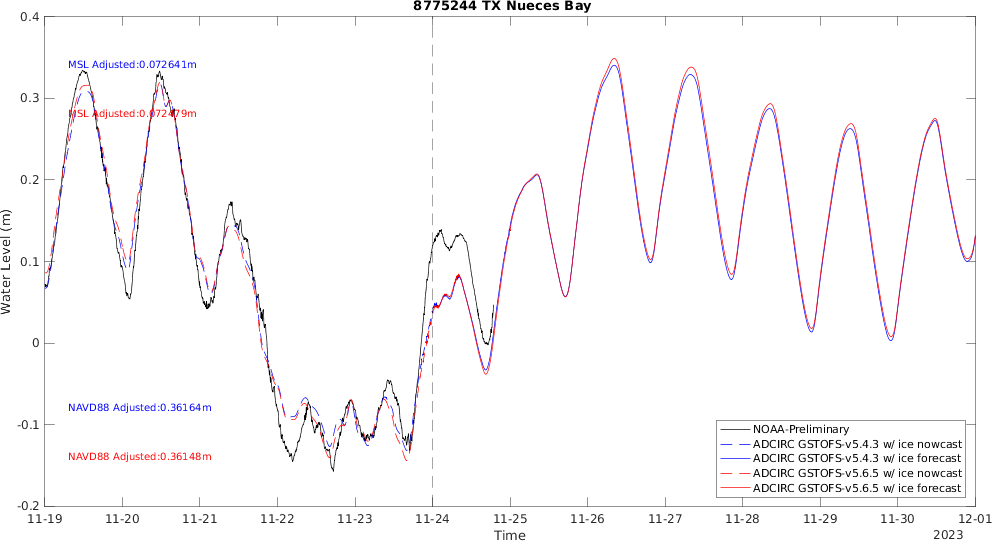 8775244 TX Nueces Bay
0.4
0.3
0.2
0.1
0
-0.1
-0.2
Water Level (m)
MSL Adjusted:0.072641m
MSL Adjusted:0.072479m
NAVD88 Adjusted:0.36164m
NAVD88 Adjusted:0.36148m
NOAA-Preliminary
ADCIRC GSTOFS-v5.4.3 w/ ice nowcast
ADCIRC GSTOFS-v5.4.3 w/ ice forecast
ADCIRC GSTOFS-v5.6.5 w/ ice nowcast
ADCIRC GSTOFS-v5.6.5 w/ ice forecast
11-19 11-20 11-21 11-22 11-23 11-24 11-25 11-26 11-27 11-28 11-29 11-30 12-01
Time
2023